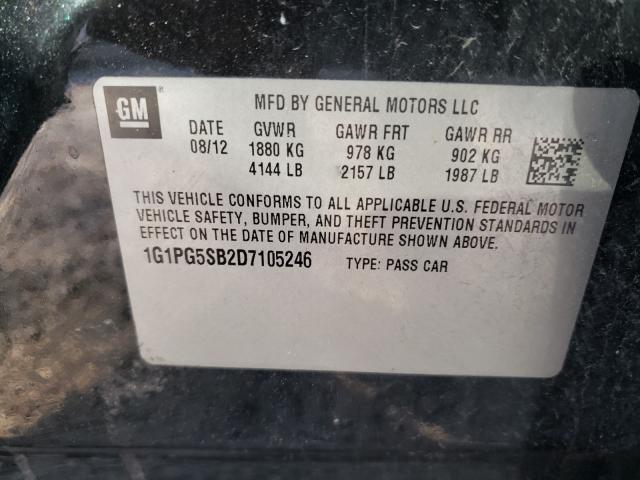 GM
MFD BY GENERAL MOTORS LLC
DATE GVWR GAWR FRT GAWR RR
08/12 1880 KG 978 KG 902 KG
4144 LB 2157 LB 1987 LB
THIS VEHICLE CONFORMS TO ALL APPLICABLE U.S. FEDERAL MOTOR
VEHICLE SAFETY, BUMPER, AND THEFT PREVENTION STANDARDS IN
EFFECT ON THE DATE OF MANUFACTURE SHOWN ABOVE.
1G1PG5SB2D7105246 TYPE: PASS CAR